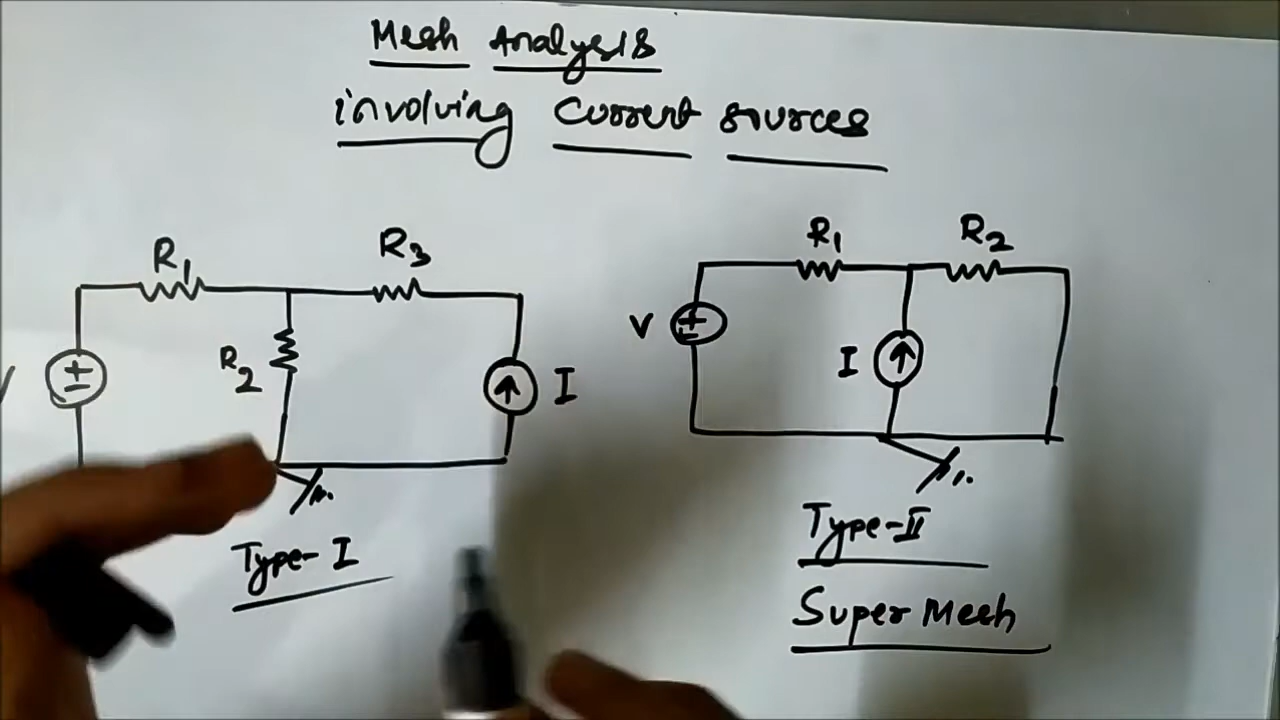 Mesh Analysis
involving Current sources
R1
R3
R2
I
V
Type-I
R1
R2
V
I
Type-II
Super Mesh